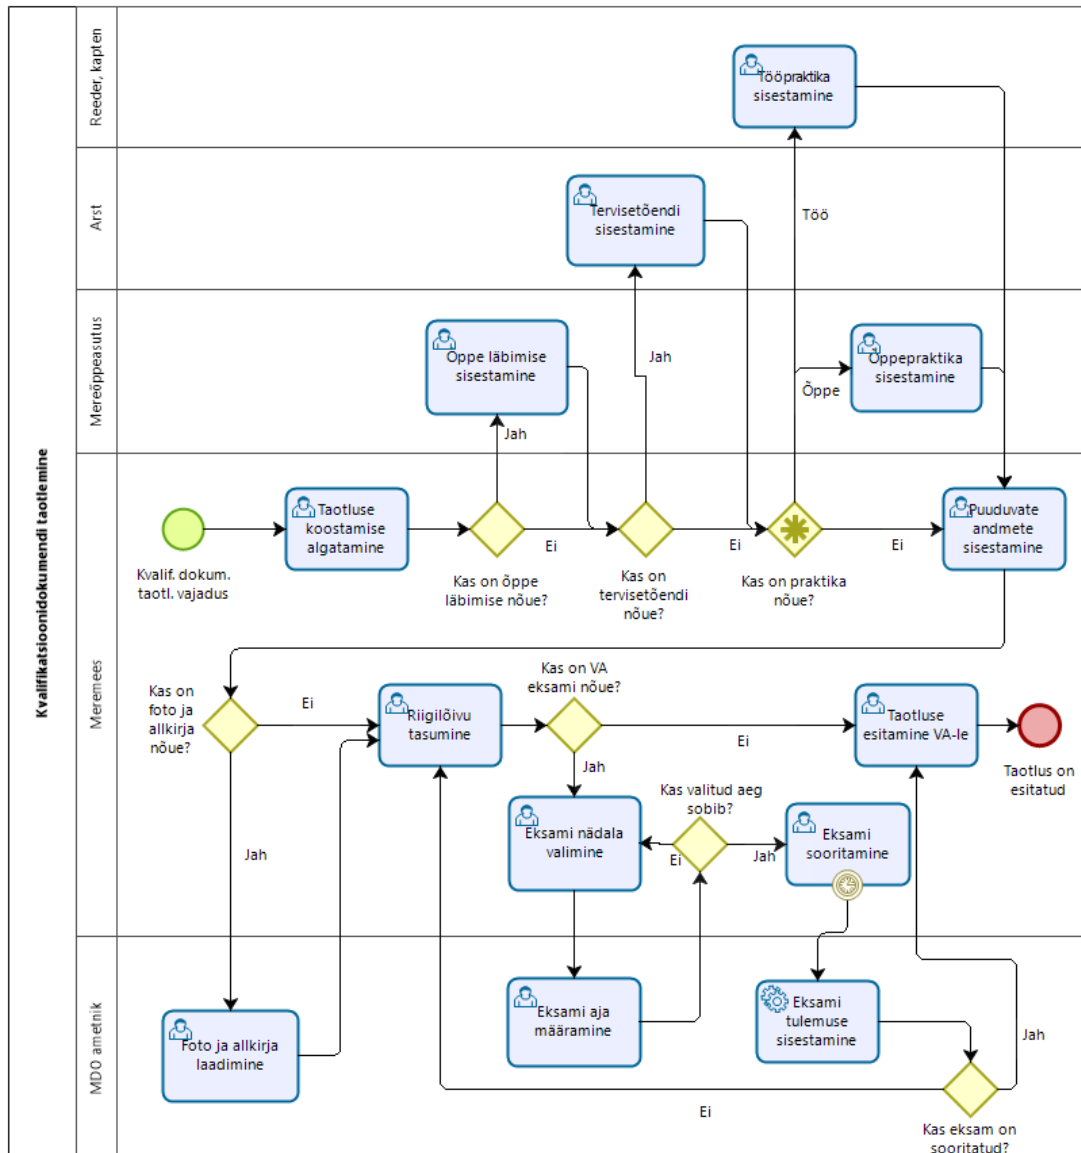 Kvalifikatsioonidokumendi taotlemine
Reeder, kapten
Tööpraktika
sisestamine
Arst
Tervisetõendi
sisestamine
Töö
Mereõppeasutus
Õppe läbimise
sisestamine
Jah
Jah
Õppepraktika
sisestamine
Õppe
Meremees
Kvalif. dokum.
taotl. vajadus
Taotluse
koostamise
algatamine
Kas on õppe
läbimise nõue?
Ei
Kas on
tervisetõendi
nõue?
Ei
Kas on praktika
nõue?
Ei
Puuduvate
andmete
sisestamine
Kas on
foto ja
allkirja
nõue?
Ei
Riigilõivu
tasumine
Kas on VA
eksami nõue?
Ei
Taotluse
esitamine VA-le
Taotlus on
esitatud
Jah
Kas valitud aeg
sobib?
Eksami nädala
valimine
Ei
Jah
Eksami
sooritamine
Jah
MDO ametnik
Foto ja allkirja
laadimine
Eksami aja
määramine
Eksami
tulemuse
sisestamine
Jah
Ei
Kas eksam on
sooritatud?